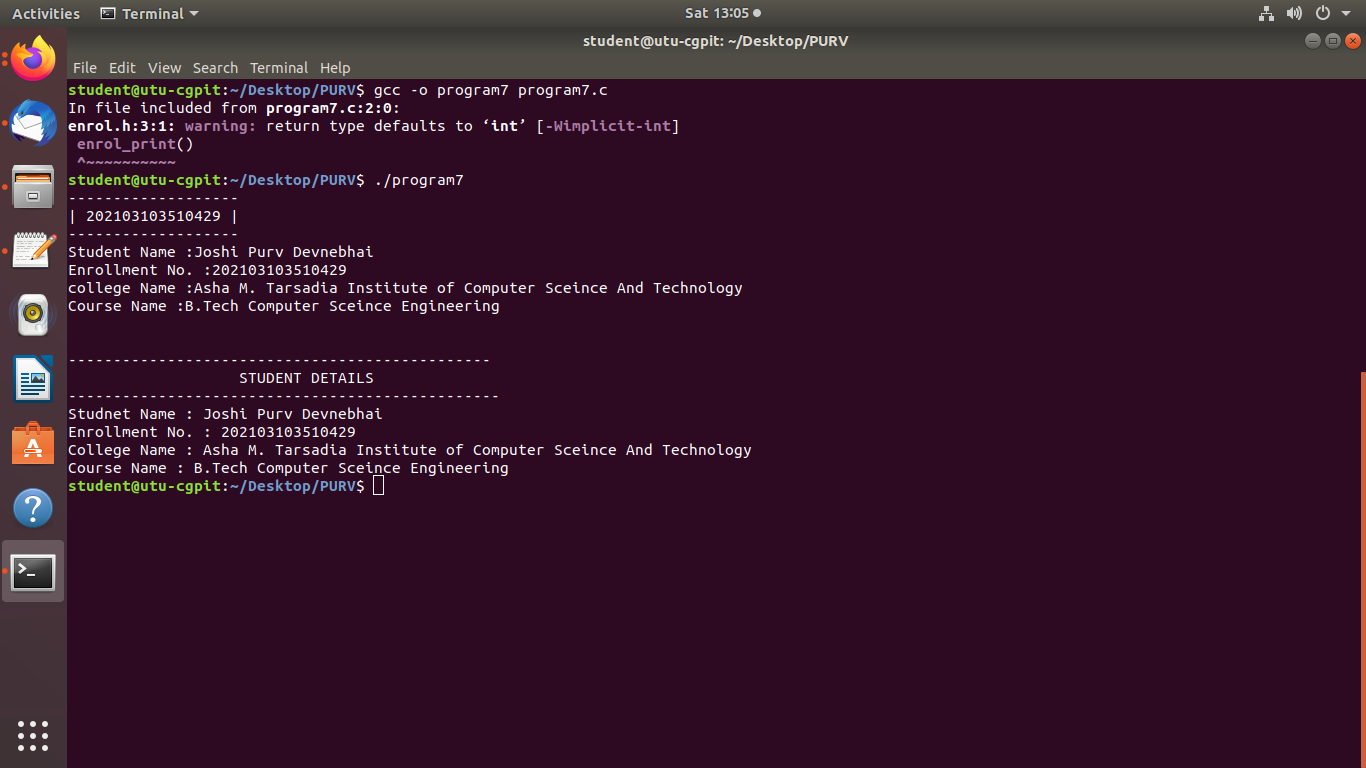 Activities Terminal Sat 13:05
student@utu-cgpit: ~/Desktop/PURV
File Edit View Search Terminal Help
student@utu-cgpit:~/Desktop/PURV$ gcc -o program7 program7.c
In file included from program7.c:2:0:
enrol.h:3:1: warning: return type defaults to ‘int’ [-Wimplicit-int]
 enrol_print()
 ^~~~~~~~~~~
student@utu-cgpit:~/Desktop/PURV$ ./program7
-------------------
| 202103103510429 |
-------------------
Student Name :Joshi Purv Devnebhai
Enrollment No. :202103103510429
college Name :Asha M. Tarsadia Institute of Computer Sceince And Technology
Course Name :B.Tech Computer Sceince Engineering
-----------------------------------------------
STUDENT DETAILS
------------------------------------------------
Studnet Name : Joshi Purv Devnebhai
Enrollment No. : 202103103510429
College Name : Asha M. Tarsadia Institute of Computer Sceince And Technology
Course Name : B.Tech Computer Sceince Engineering
student@utu-cgpit:~/Desktop/PURV$